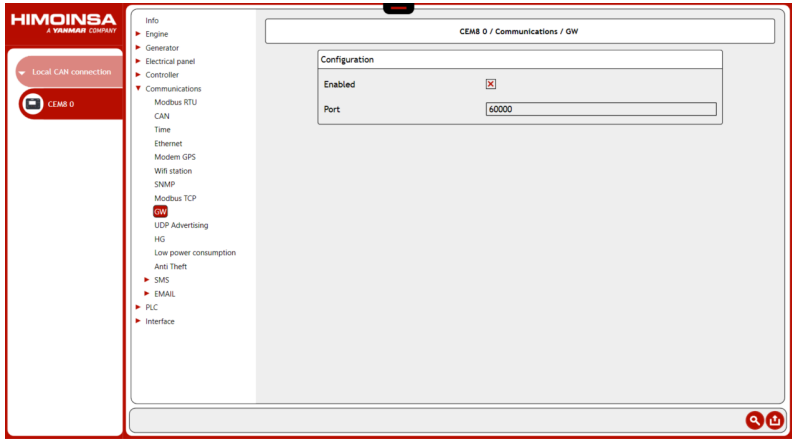 HIMOINSA
A YANMAR COMPANY
Local CAN connection
CEM8 0
Info
Engine
Generator
Electrical panel
Controller
Communications
Modbus RTU
CAN
Time
Ethernet
Modem GPS
Wifi station
SNMP
Modbus TCP
GW
UDP Advertising
HG
Low power consumption
Anti Theft
SMS
EMAIL
PLC
Interface
CEM8 0 / Communications / GW
Configuration
Enabled
Port
60000